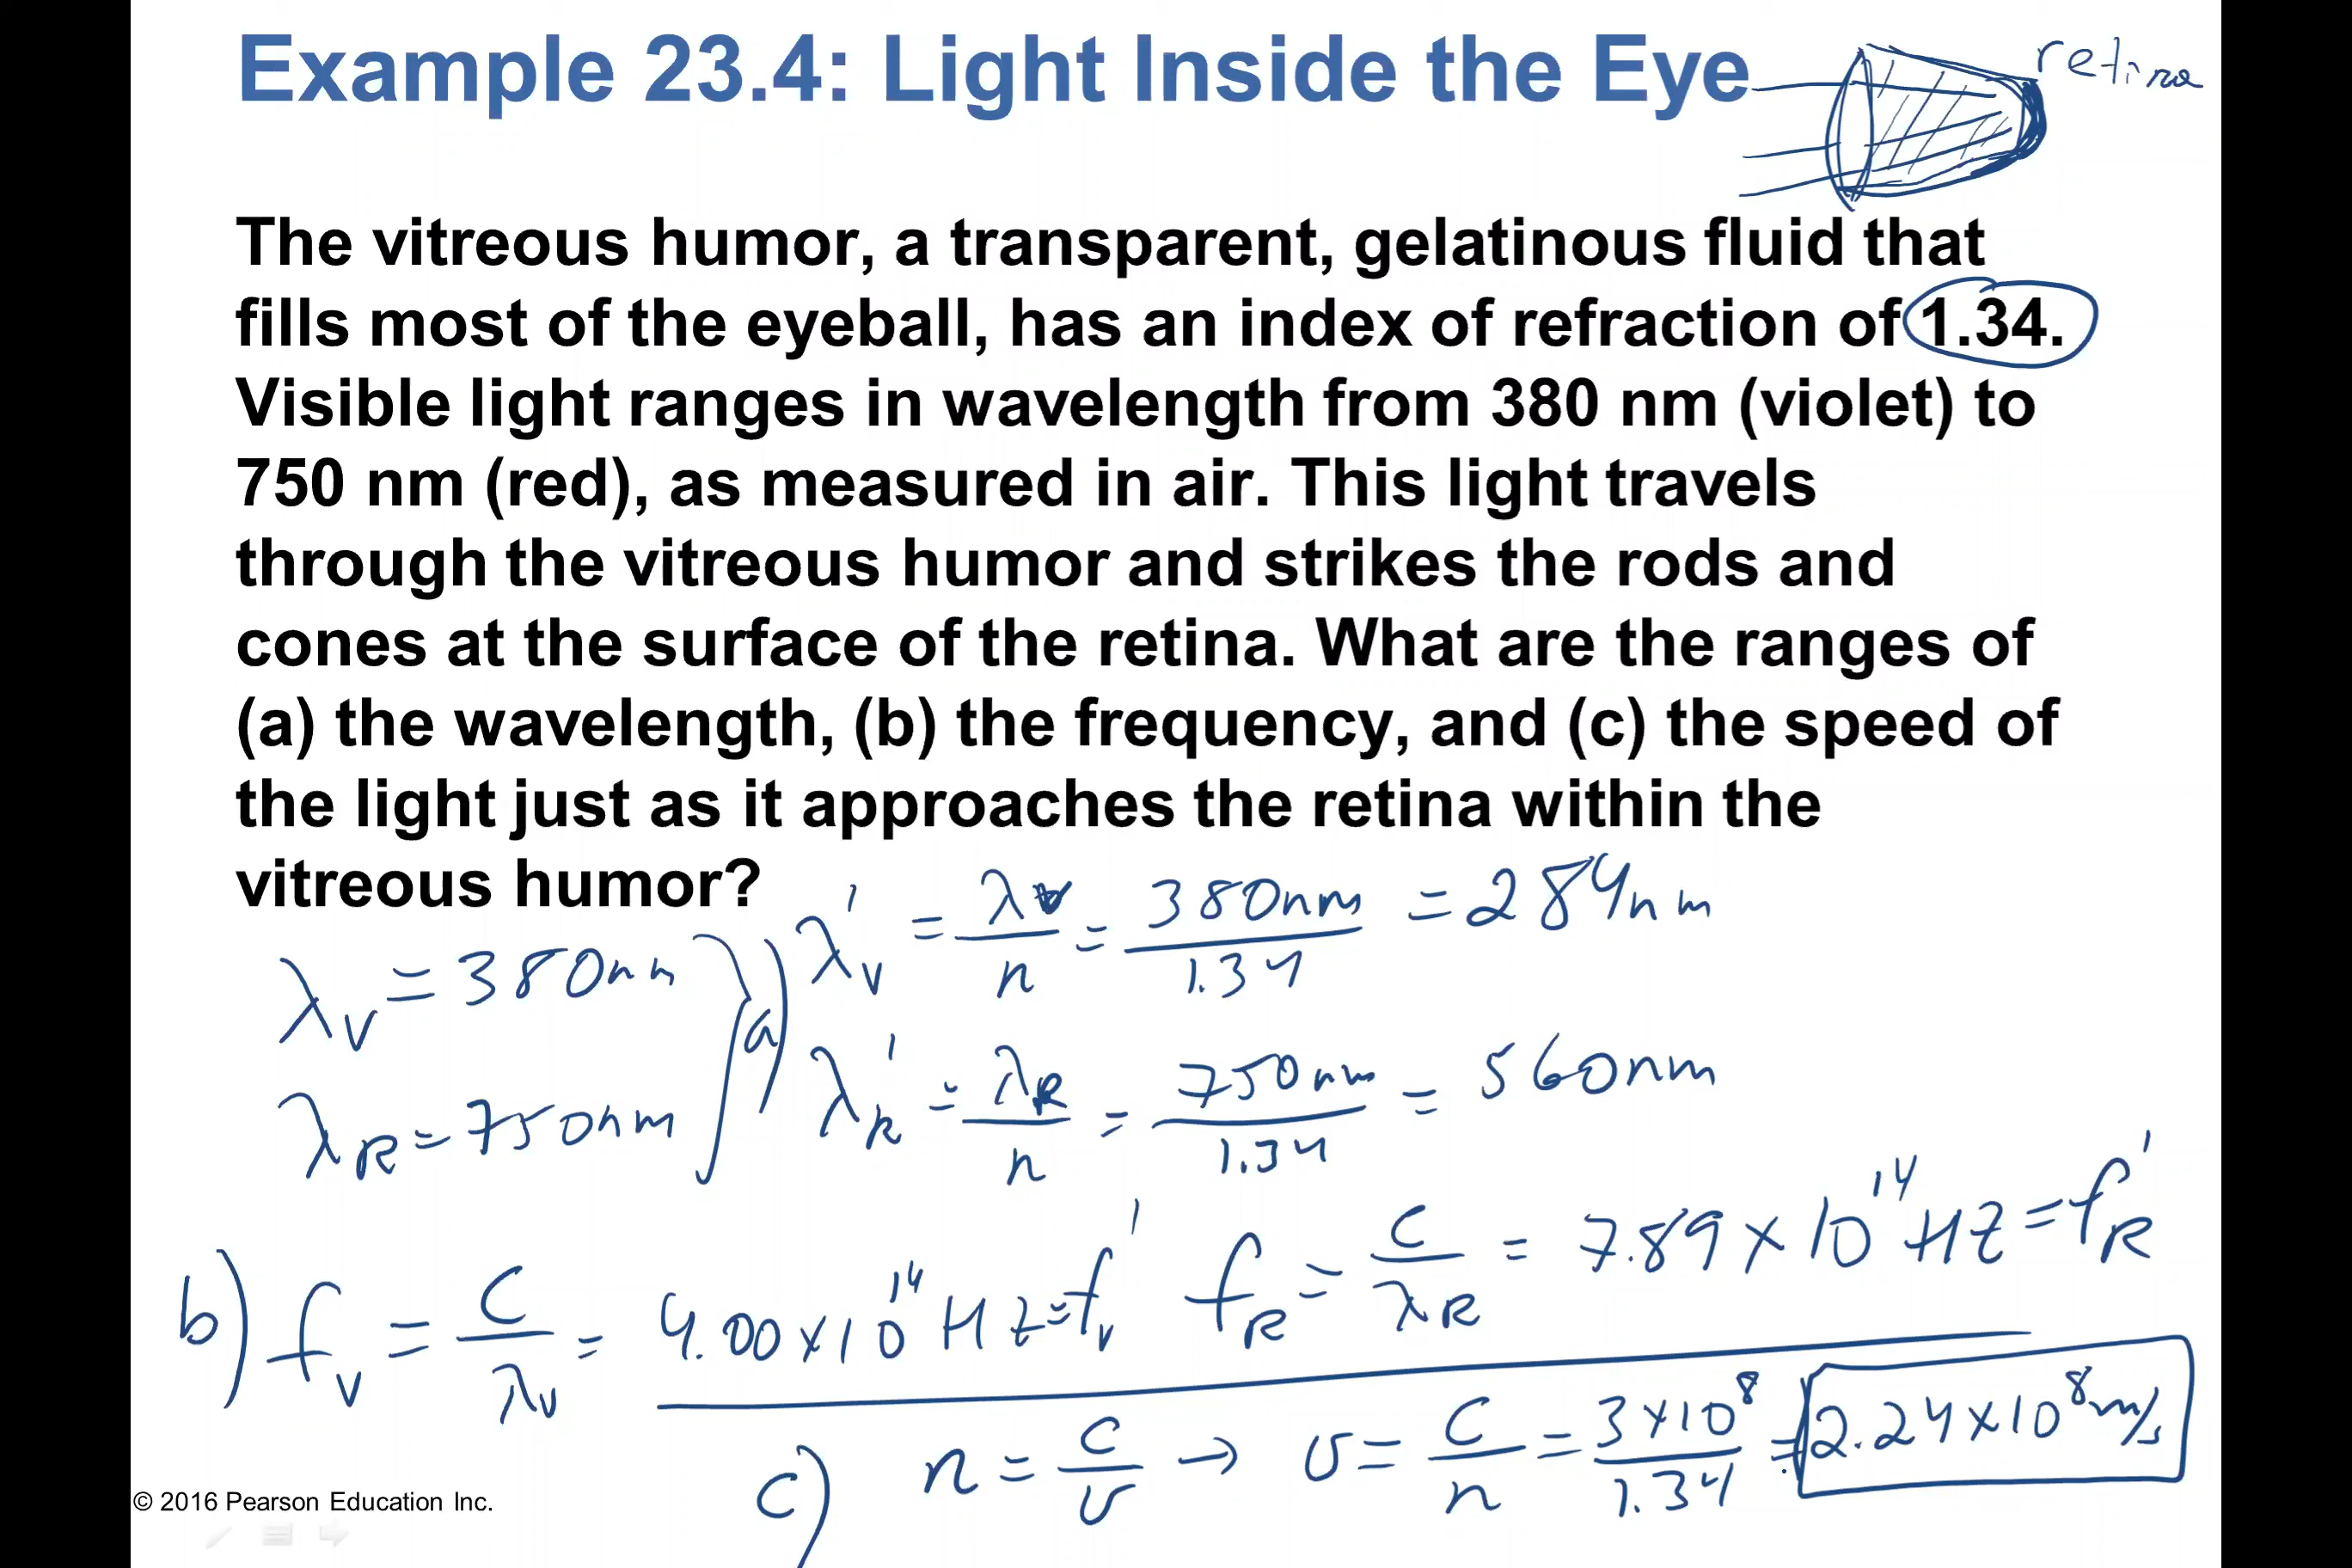 Example 23.4: Light Inside the Eye
retina
The vitreous humor, a transparent, gelatinous fluid that
fills most of the eyeball, has an index of refraction of 1.34.
Visible light ranges in wavelength from 380 nm (violet) to
750 nm (red), as measured in air. This light travels
through the vitreous humor and strikes the rods and
cones at the surface of the retina. What are the ranges of
(a) the wavelength, (b) the frequency, and (c) the speed of
the light just as it approaches the retina within the
vitreous humor?
λv = 380nm
λR = 750nm
a) λv' = λv/n = 380nm/1.34 = 284nm
λR' = λR/n = 750nm/1.34 = 560nm
b) fv = c/λv = 4.00×10^14 Hz = fv' fR = c/λR = 7.89×10^14 Hz = fR'
c) n = c/v → v = c/n = 3×10^8/1.34 = 2.24×10^8 m/s
© 2016 Pearson Education Inc.